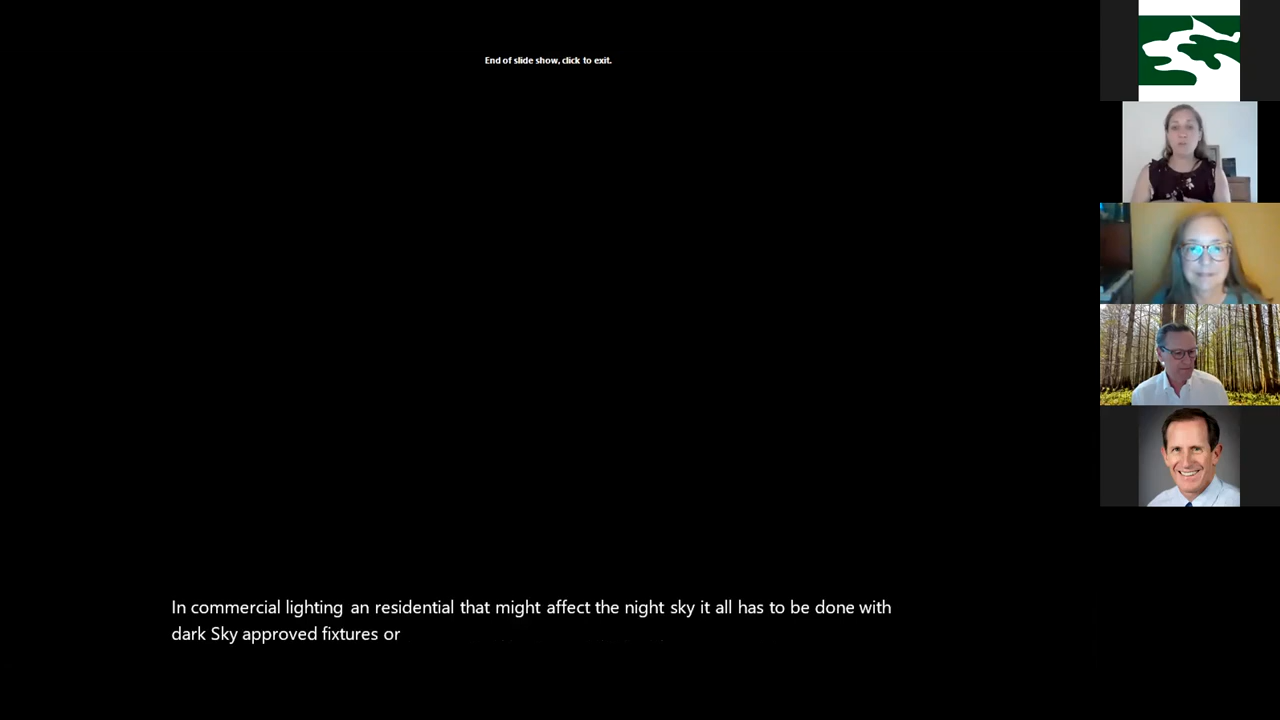 End of slide show, click to exit.
In commercial lighting an residential that might affect the night sky it all has to be done with
dark Sky approved fixtures or